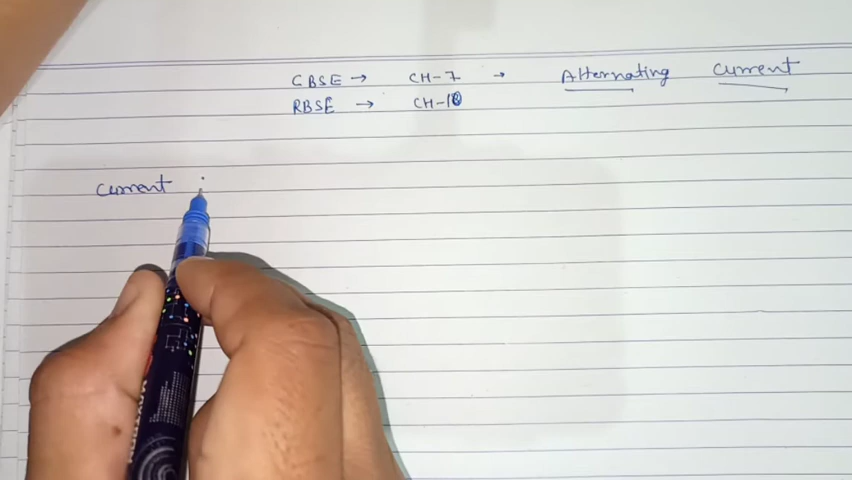 CBSE → CH-7 → Alternating Current
RBSE → CH-10
Current :